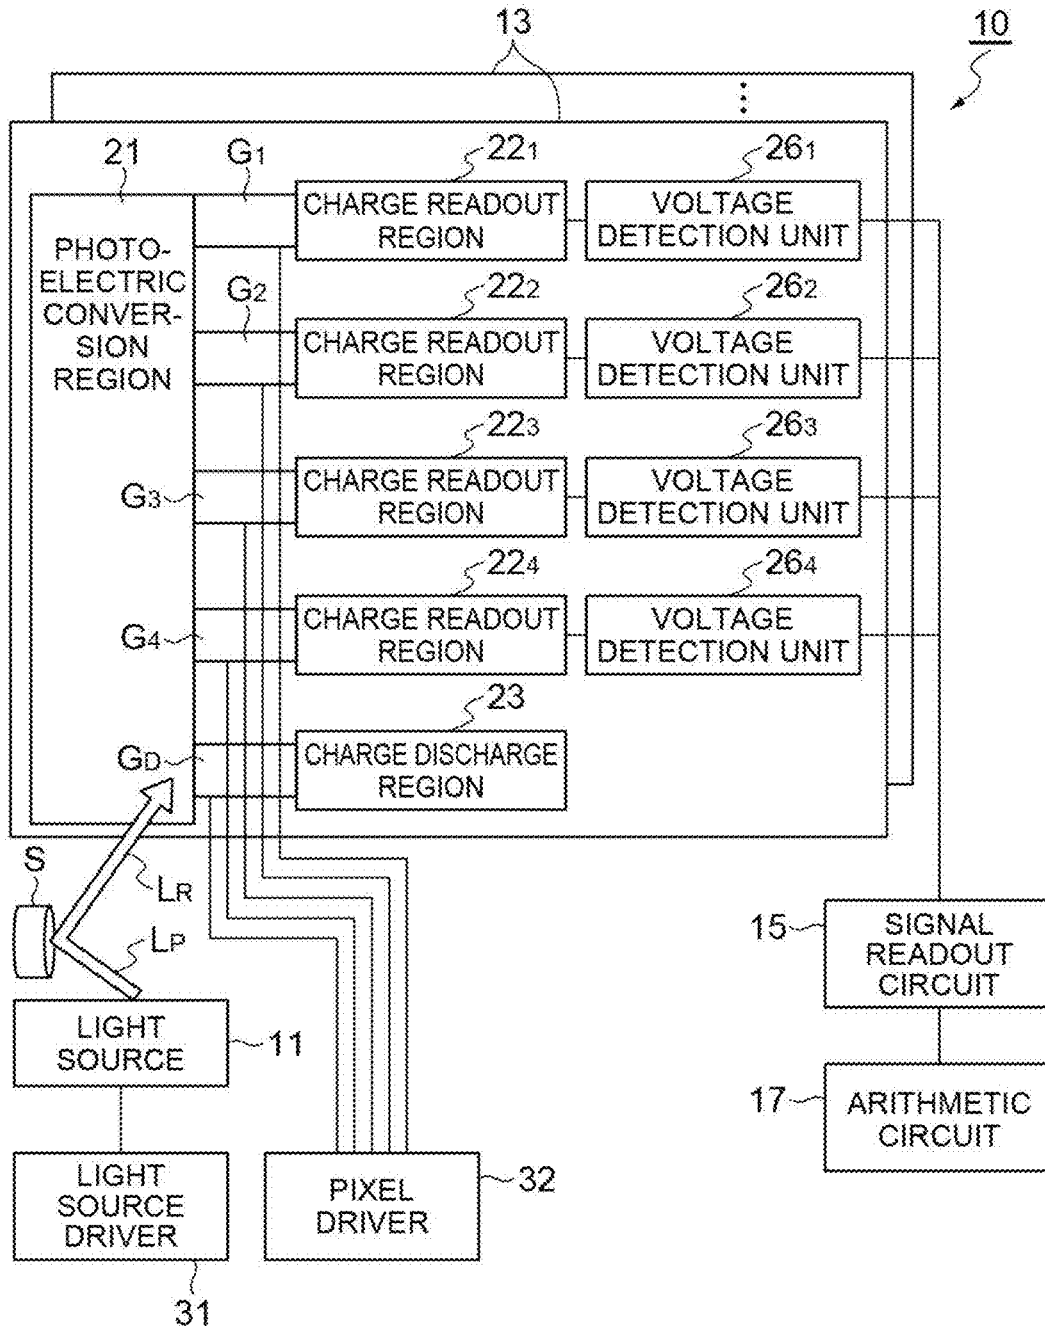 13
10
21
G1
221
261
CHARGE READOUT
REGION
VOLTAGE
DETECTION UNIT
PHOTO-
ELECTRIC
CONVER-
SION
REGION
G2
222
262
CHARGE READOUT
REGION
VOLTAGE
DETECTION UNIT
223
263
G3
CHARGE READOUT
REGION
VOLTAGE
DETECTION UNIT
224
264
G4
CHARGE READOUT
REGION
VOLTAGE
DETECTION UNIT
23
GD
CHARGE DISCHARGE
REGION
S
LR
LP
15
SIGNAL
READOUT
CIRCUIT
LIGHT
SOURCE
11
17
ARITHMETIC
CIRCUIT
LIGHT
SOURCE
DRIVER
PIXEL
DRIVER
32
31